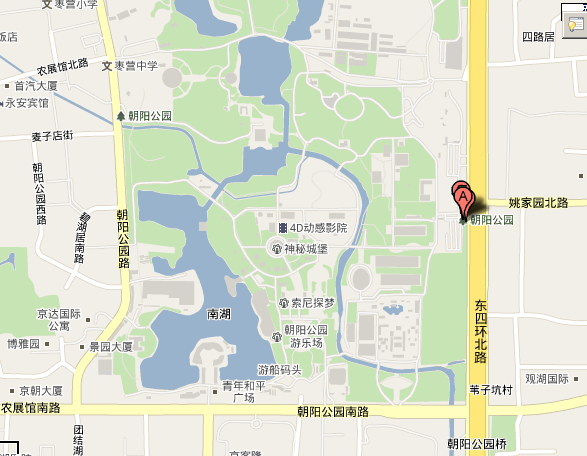 枣营小学
枣营中学
农展馆北路
首汽大厦
永安宾馆
朝阳公园
麦子店街
四路居
姚家园北路
朝阳公园
A
朝阳公园西路
朝阳公园路
碧湖居南路
4D动感影院
神秘城堡
索尼探梦
朝阳公园
游乐场
南湖
游船码头
青年和平
广场
京达国际
公寓
博雅园
景园大厦
京朝大厦
农展馆南路
团结湖
朝阳公园南路
东四环北路
苇子坑村
观湖国际
朝阳公园桥